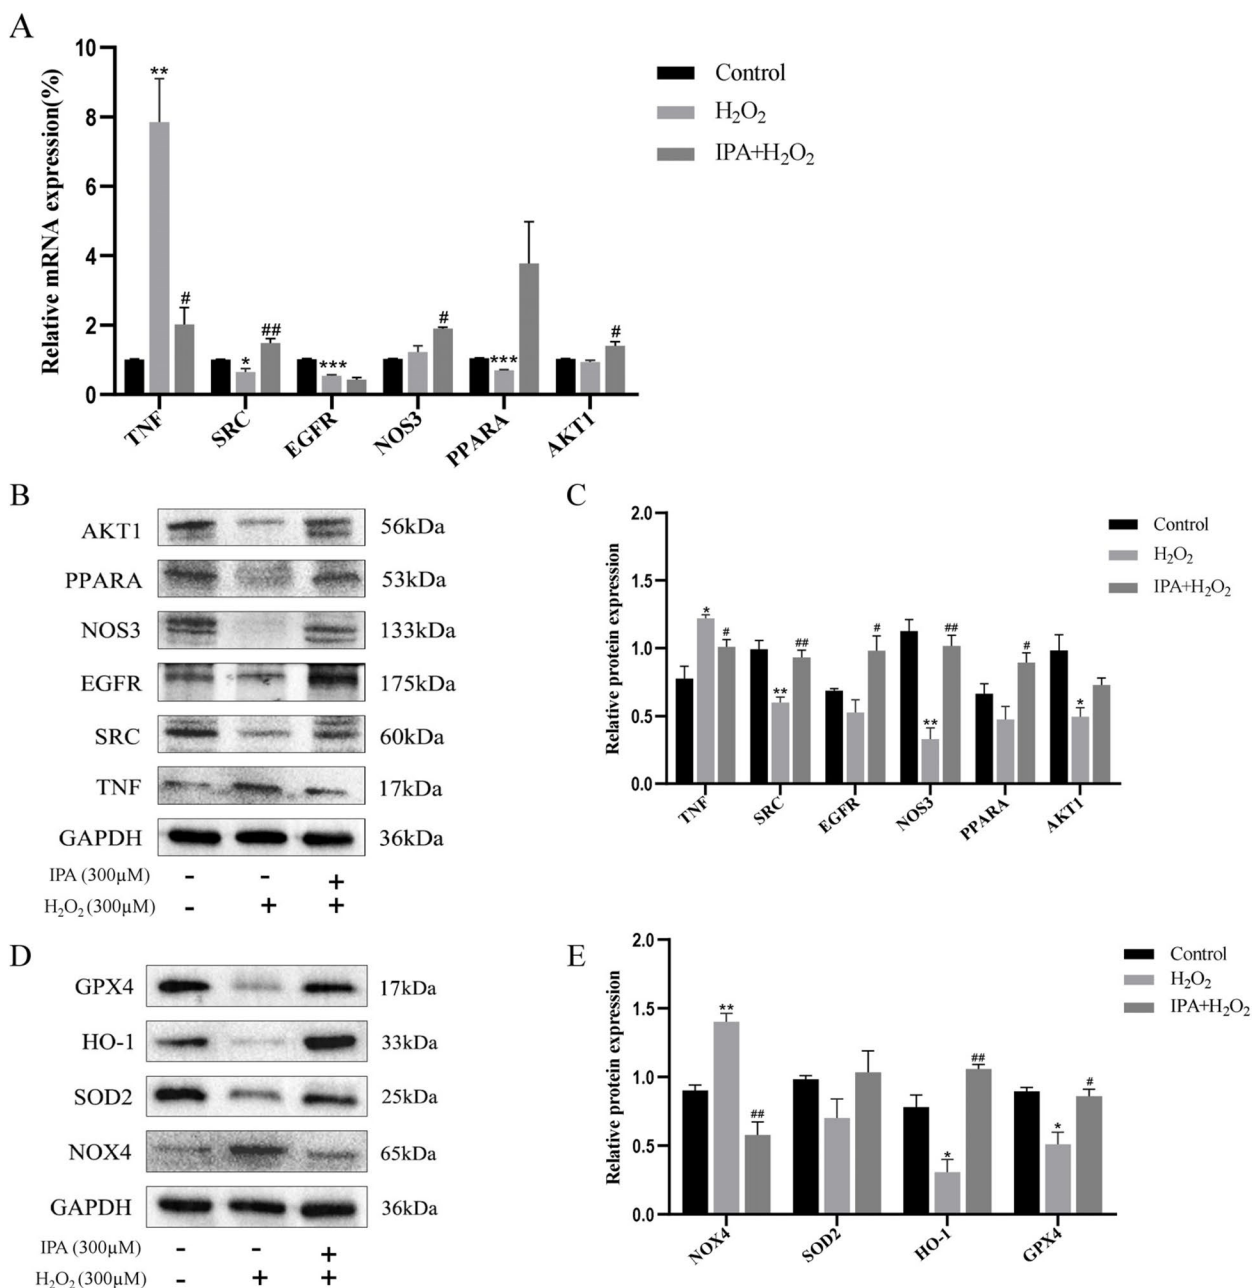 A
Relative mRNA expression(%)
10
8
6
4
2
0
**
#
*
##
***
#
***
#
TNF
SRC
EGFR
NOS3
PPARA
AKT1
Control
H₂O₂
IPA+H₂O₂
B
AKT1 56kDa
PPARA 53kDa
NOS3 133kDa
EGFR 175kDa
SRC 60kDa
TNF 17kDa
GAPDH 36kDa
IPA (300μM) - - +
H₂O₂ (300μM) - + +
C
Relative protein expression
2.0
1.5
1.0
0.5
0.0
*
#
**
##
#
**
##
#
*
TNF
SRC
EGFR
NOS3
PPARA
AKT1
Control
H₂O₂
IPA+H₂O₂
D
GPX4 17kDa
HO-1 33kDa
SOD2 25kDa
NOX4 65kDa
GAPDH 36kDa
IPA (300μM) - - +
H₂O₂ (300μM) - + +
E
Relative protein expression
2.0
1.5
1.0
0.5
0.0
**
##
*
##
*
#
NOX4
SOD2
HO-1
GPX4
Control
H₂O₂
IPA+H₂O₂